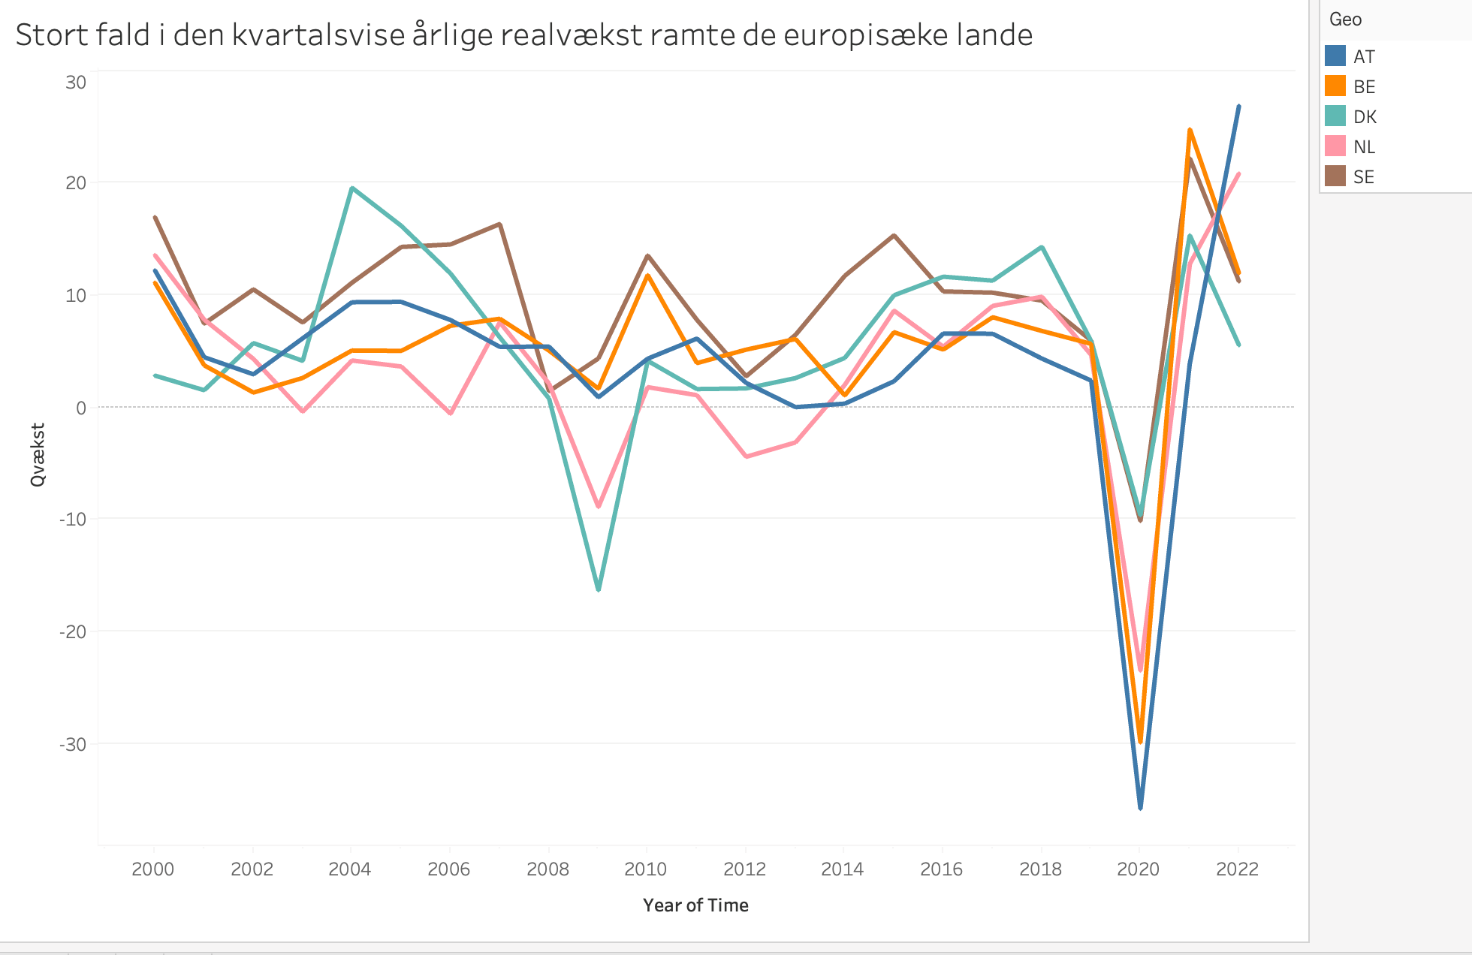 Stort fald i den kvartalsvise årlige realvækst ramte de europisæke lande
Geo
AT
BE
DK
NL
SE
30
20
10
0
-10
-20
-30
Qvækst
2000 2002 2004 2006 2008 2010 2012 2014 2016 2018 2020 2022
Year of Time